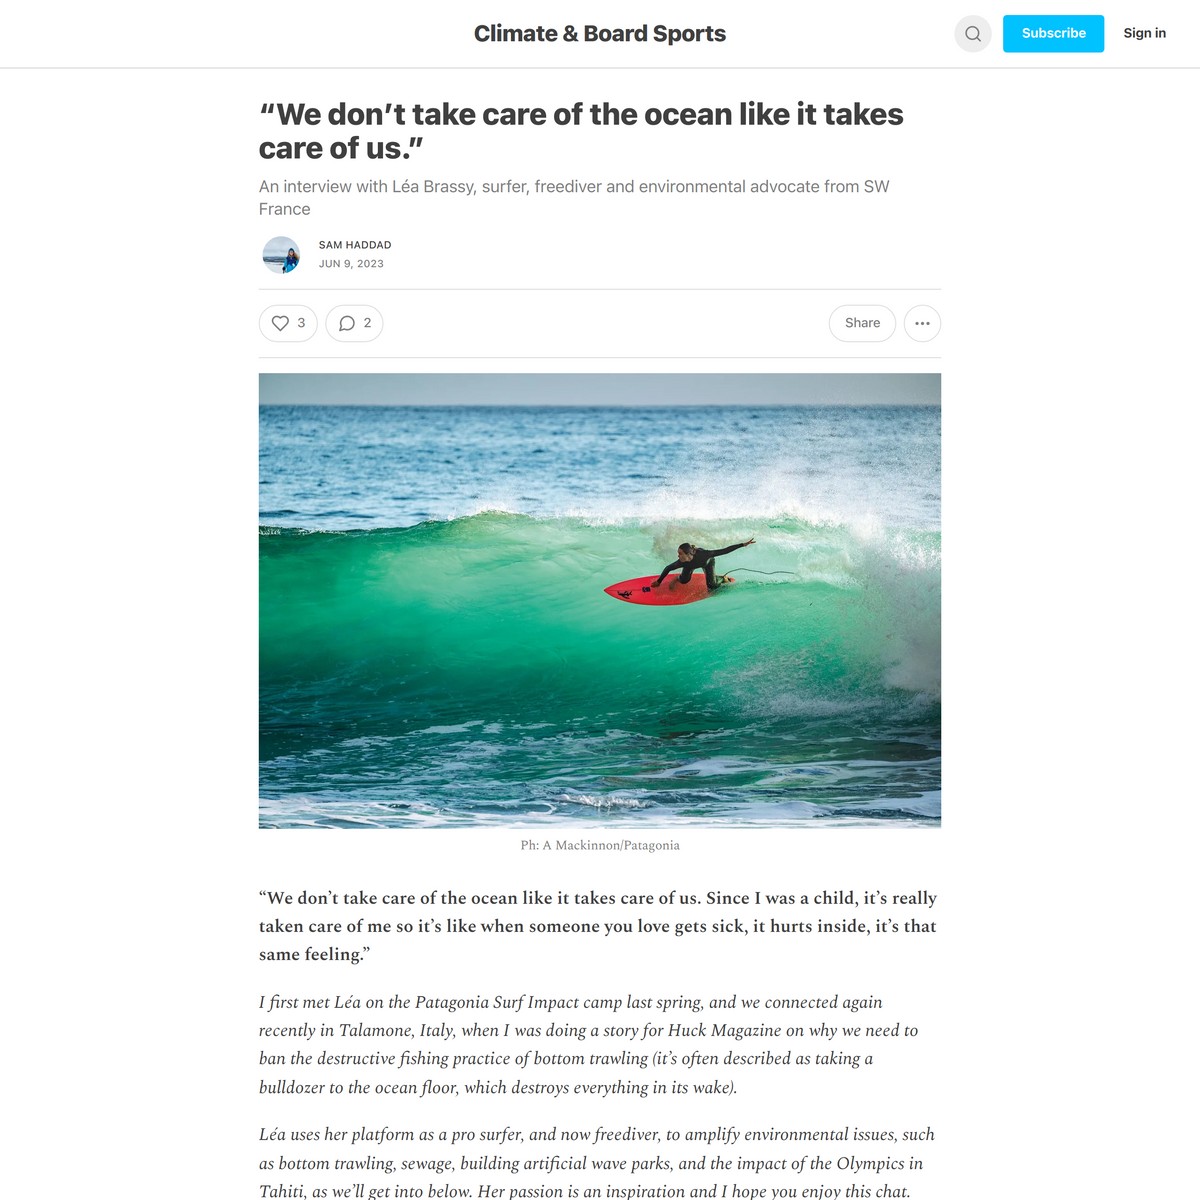 Climate & Board Sports
Subscribe
Sign in
“We don’t take care of the ocean like it takes
care of us.”
An interview with Léa Brassy, surfer, freediver and environmental advocate from SW
France
SAM HADDAD
JUN 9, 2023
3
2
Share
Ph: A Mackinnon/Patagonia
“We don’t take care of the ocean like it takes care of us. Since I was a child, it’s really
taken care of me so it’s like when someone you love gets sick, it hurts inside, it’s that
same feeling.”
I first met Léa on the Patagonia Surf Impact camp last spring, and we connected again
recently in Talamone, Italy, when I was doing a story for Huck Magazine on why we need to
ban the destructive fishing practice of bottom trawling (it’s often described as taking a
bulldozer to the ocean floor, which destroys everything in its wake).
Léa uses her platform as a pro surfer, and now freediver, to amplify environmental issues, such
as bottom trawling, sewage, building artificial wave parks, and the impact of the Olympics in
Tahiti, as we’ll get into below. Her passion is an inspiration and I hope you enjoy this chat.